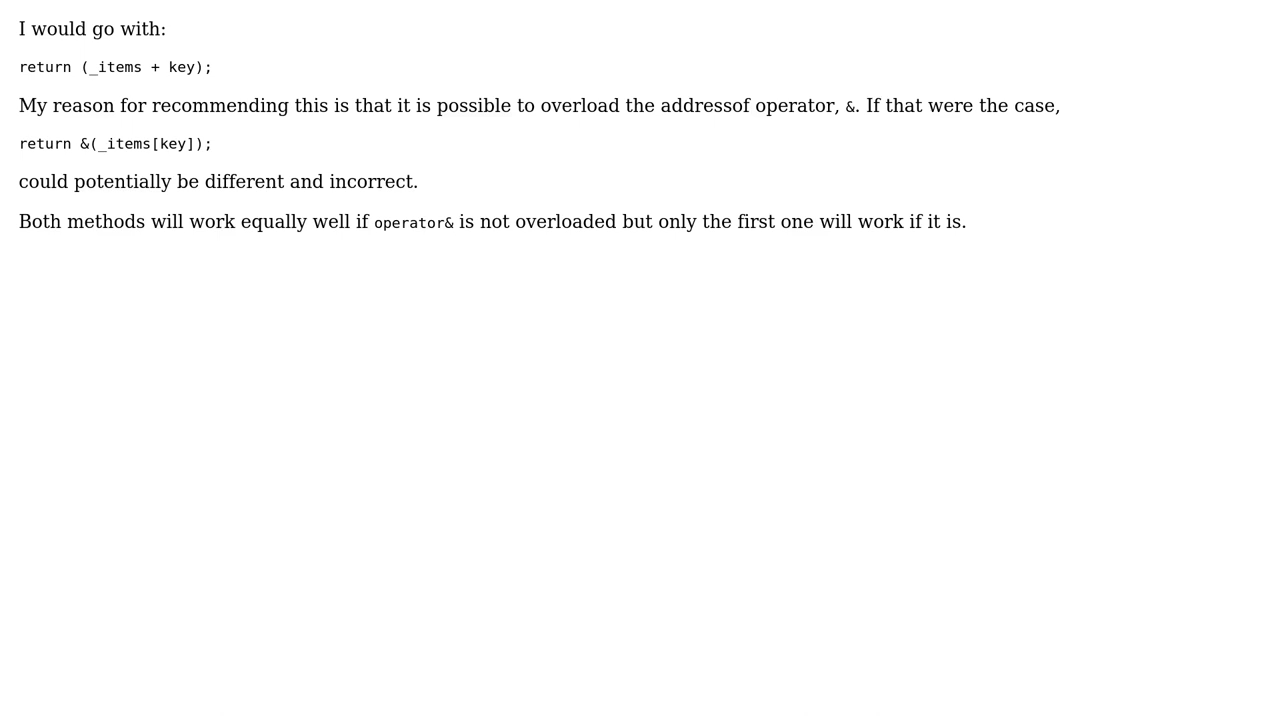 I would go with:
return (_items + key);
My reason for recommending this is that it is possible to overload the addressof operator, &. If that were the case,
return &(_items[key]);
could potentially be different and incorrect.
Both methods will work equally well if operator& is not overloaded but only the first one will work if it is.